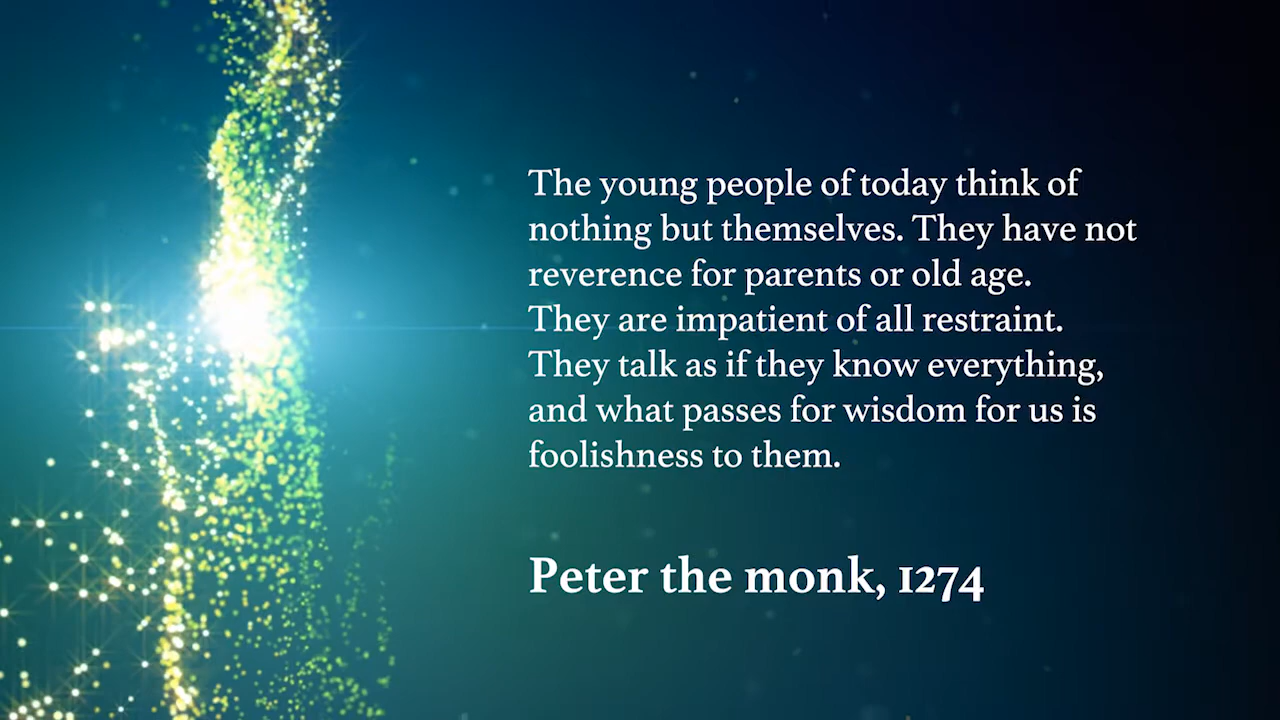 The young people of today think of
nothing but themselves. They have not
reverence for parents or old age.
They are impatient of all restraint.
They talk as if they know everything,
and what passes for wisdom for us is
foolishness to them.
Peter the monk, 1274